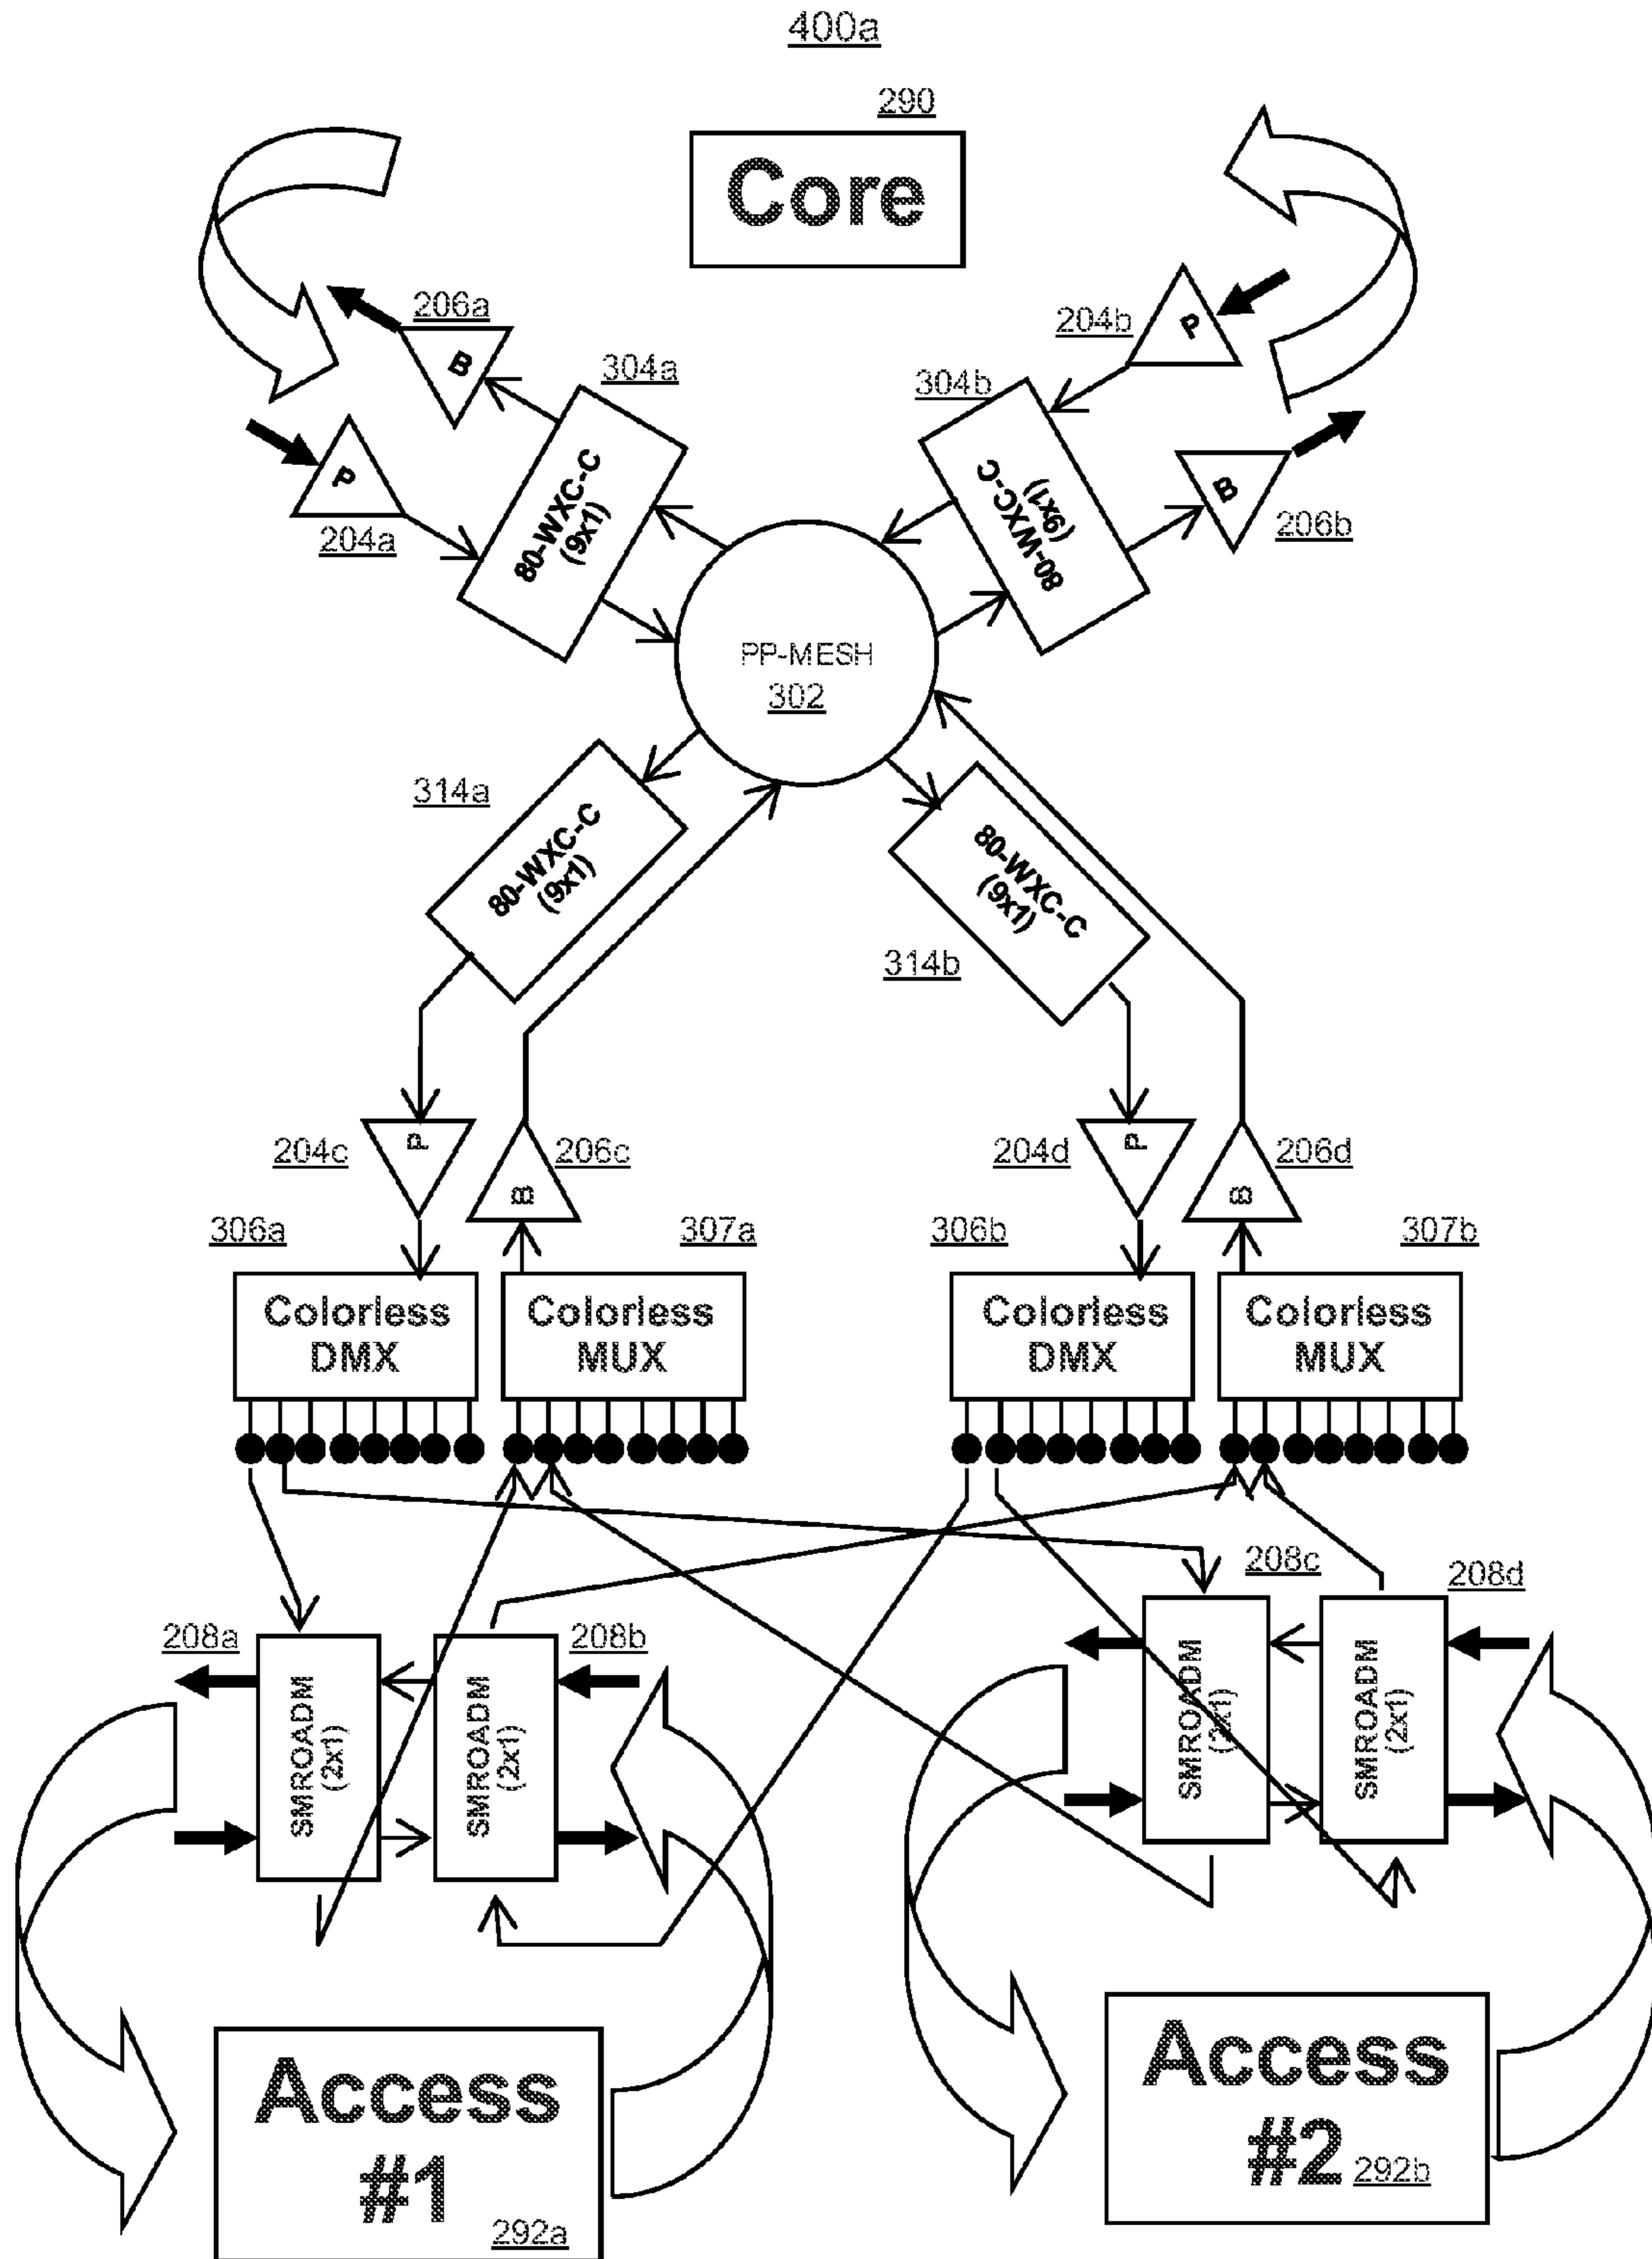 400a
290
Core
206a
B
304a
80-WXC-C
(9x1)
P
204a
204b
P
304b
80-WXC-C
(9x1)
B
206b
PP-MESH
302
314a
80-WXC-C
(9x1)
80-WXC-C
(9x1)
314b
204c
P
206c
B
204d
P
206d
B
306a
307a
306b
307b
Colorless
DMX
Colorless
MUX
Colorless
DMX
Colorless
MUX
208a
SMROADM
(2x1)
SMROADM
(2x1)
208b
208c
SMROADM
(2x1)
SMROADM
(2x1)
208d
Access
#1
292a
Access
#2
292b